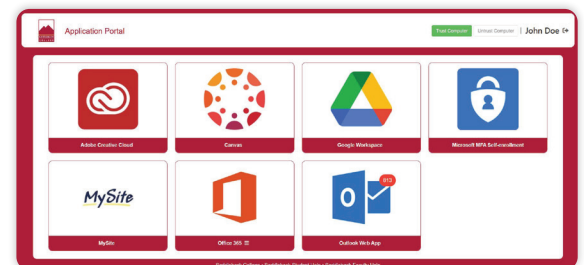 Application Portal
Trust Computer
Untrust Computer
John Doe
Adobe Creative Cloud
Canvas
Google Workspace
Microsoft MFA Self-enrollment
MySite
MySite
Office 365
O
913
Outlook Web App